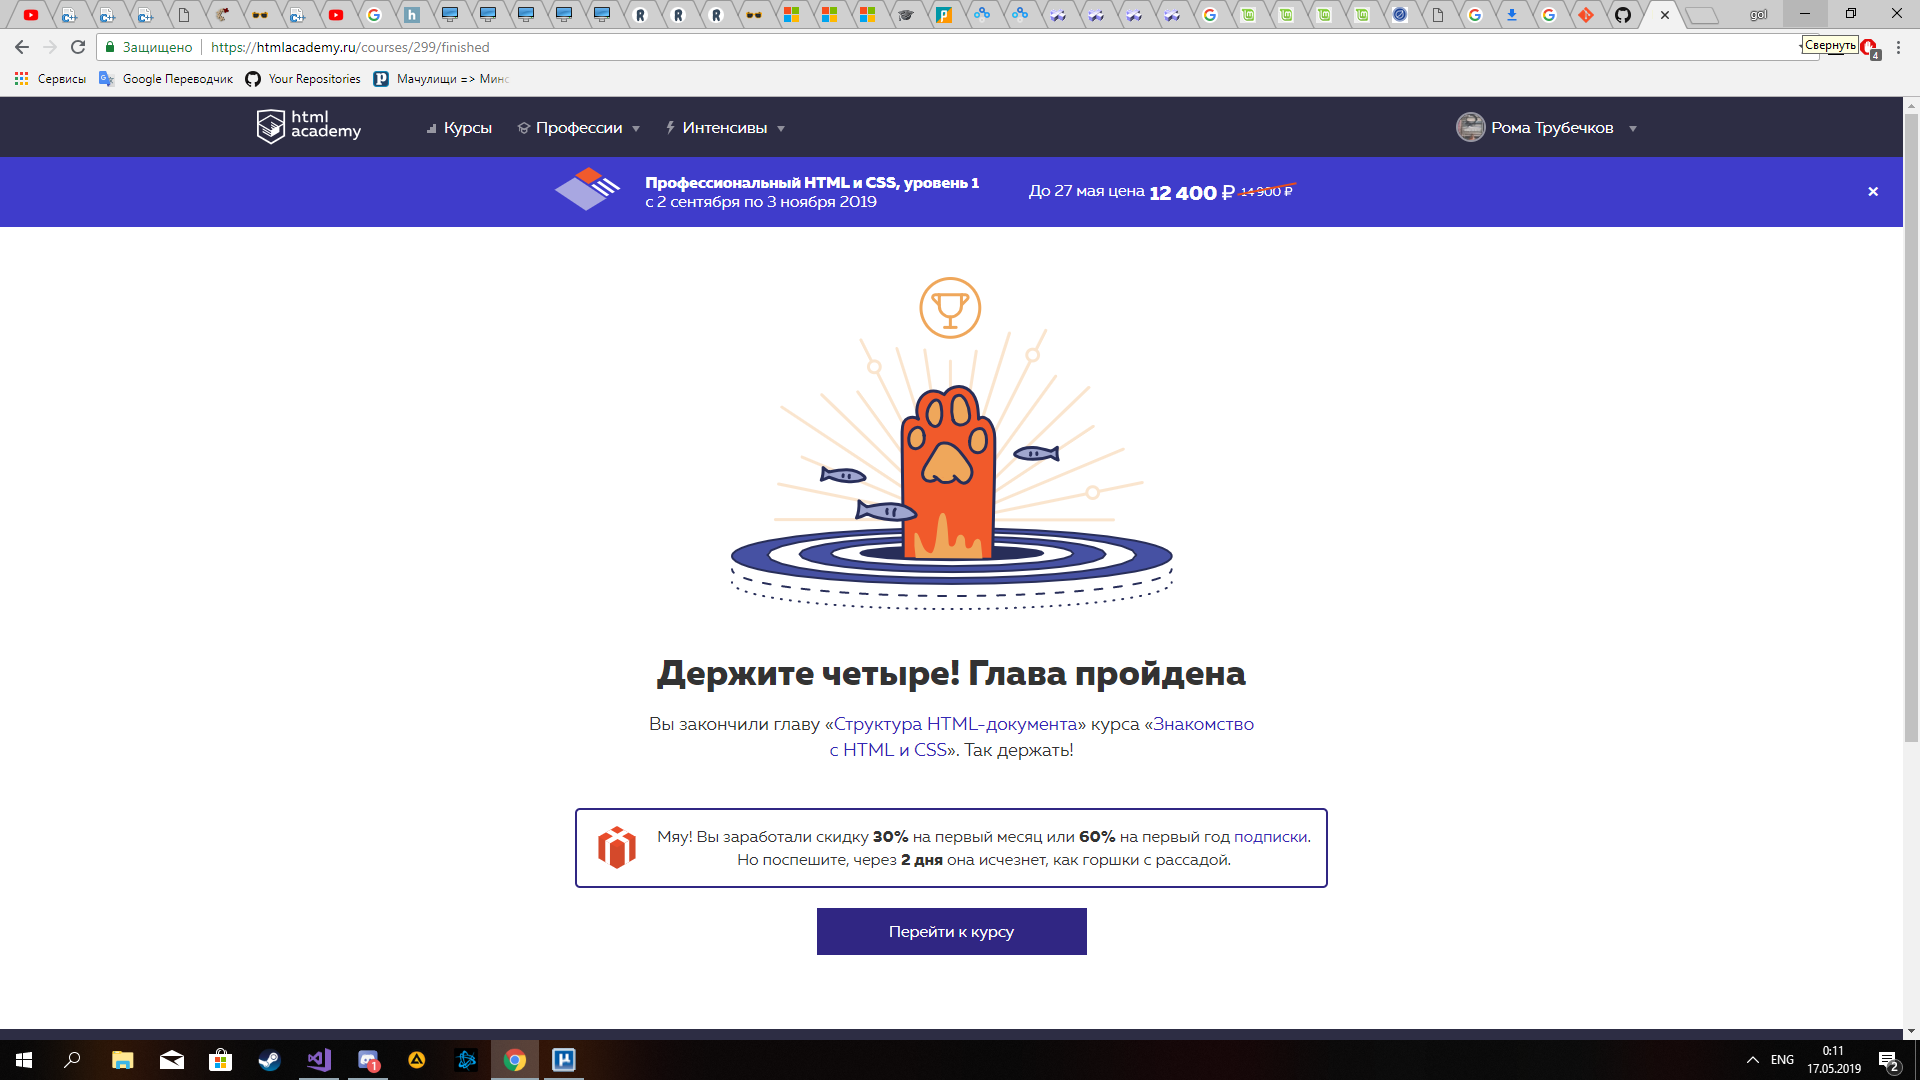 gol
Защищено
https://htmlacademy.ru/courses/299/finished
Свернуть
4
Сервисы
Google Переводчик
Your Repositories
Мачулищи => Минс
html
academy
Курсы
Профессии
Интенсивы
Рома Трубечков
Профессиональный HTML и CSS, уровень 1
с 2 сентября по 3 ноября 2019
До 27 мая цена 12 400 ₽ 14 900 ₽
Держите четыре! Глава пройдена
Вы закончили главу «Структура HTML-документа» курса «Знакомство
с HTML и CSS». Так держать!
Мяу! Вы заработали скидку 30% на первый месяц или 60% на первый год подписки.
Но поспешите, через 2 дня она исчезнет, как горшки с рассадой.
Перейти к курсу
1
ENG
0:11
17.05.2019
2